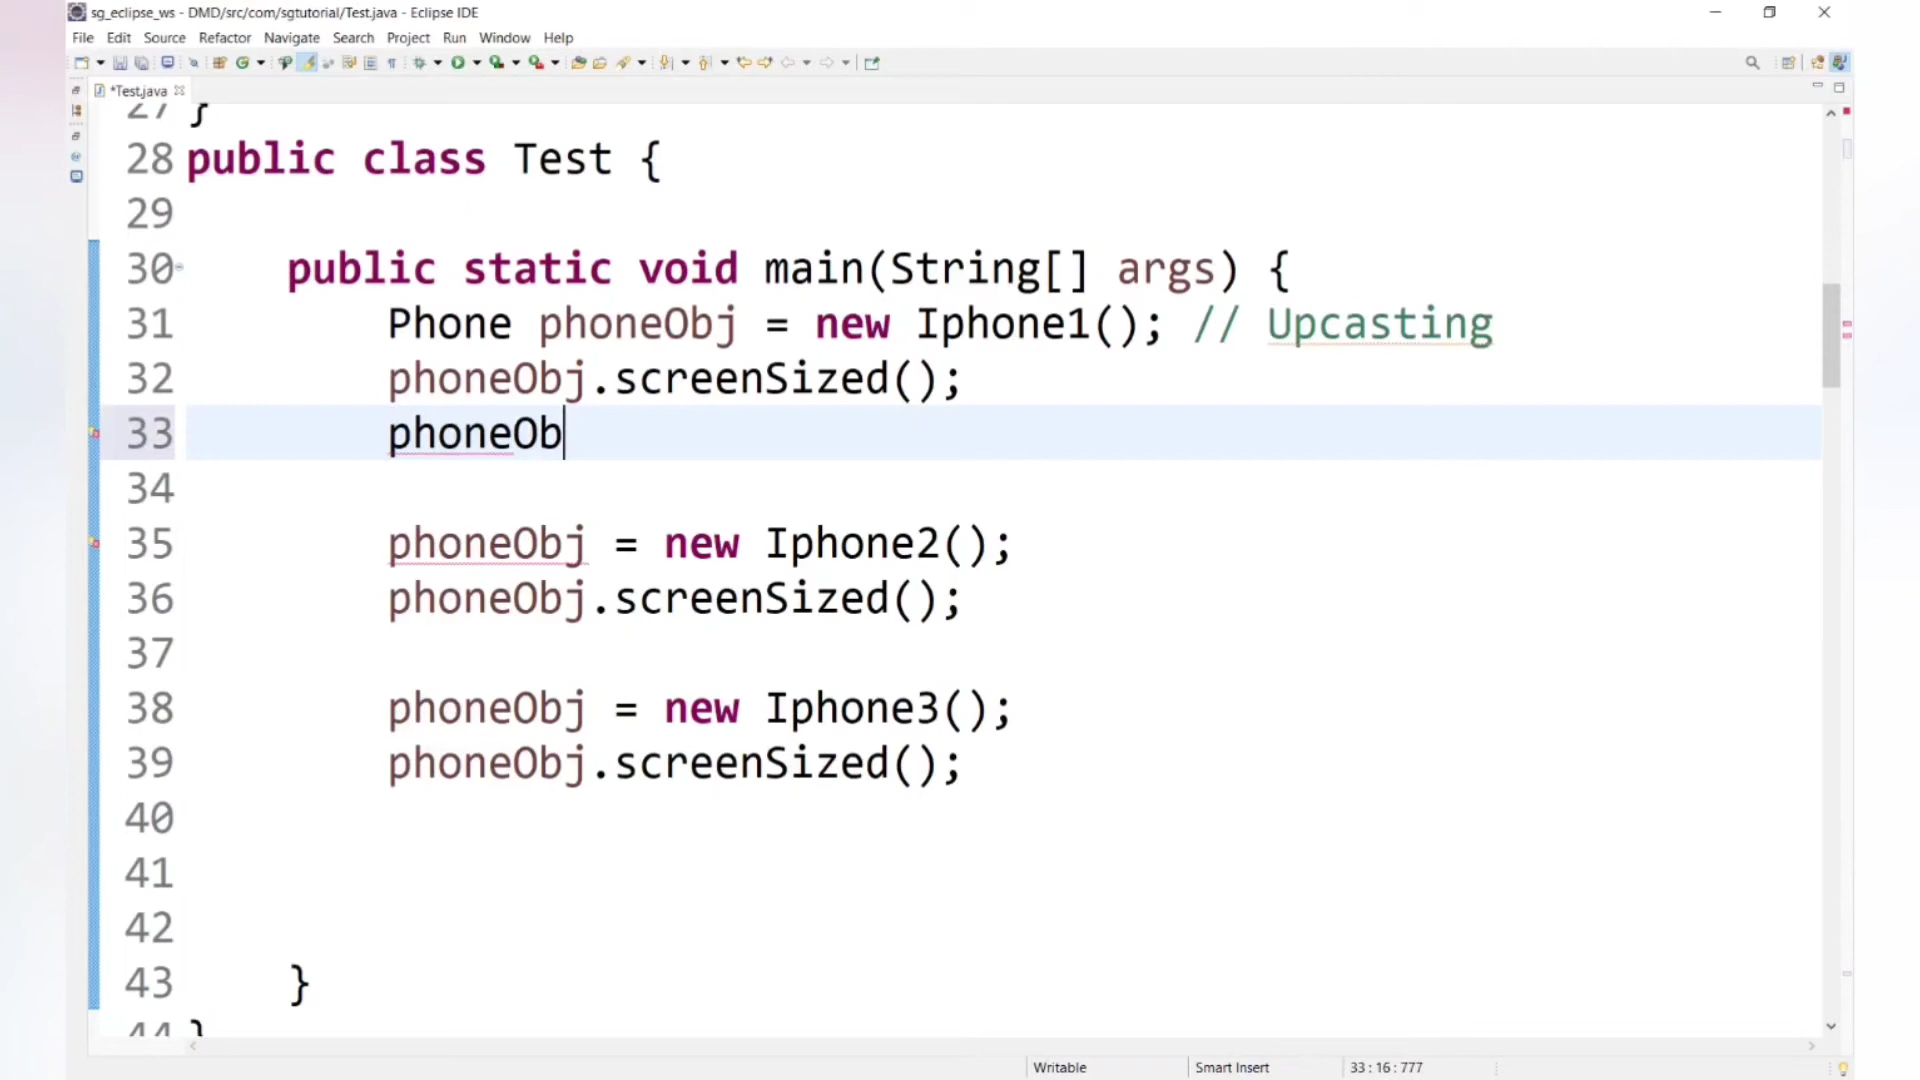 sg_eclipse_ws - DMD/src/com/sgtutorial/Test.java - Eclipse IDE
File Edit Source Refactor Navigate Search Project Run Window Help
*Test.java
27 }
28 public class Test {
29
30 public static void main(String[] args) {
31 Phone phoneObj = new Iphone1(); // Upcasting
32 phoneObj.screenSized();
33 phoneOb
34
35 phoneObj = new Iphone2();
36 phoneObj.screenSized();
37
38 phoneObj = new Iphone3();
39 phoneObj.screenSized();
40
41
42
43 }
44 }
Writable Smart Insert 33 : 16 : 777